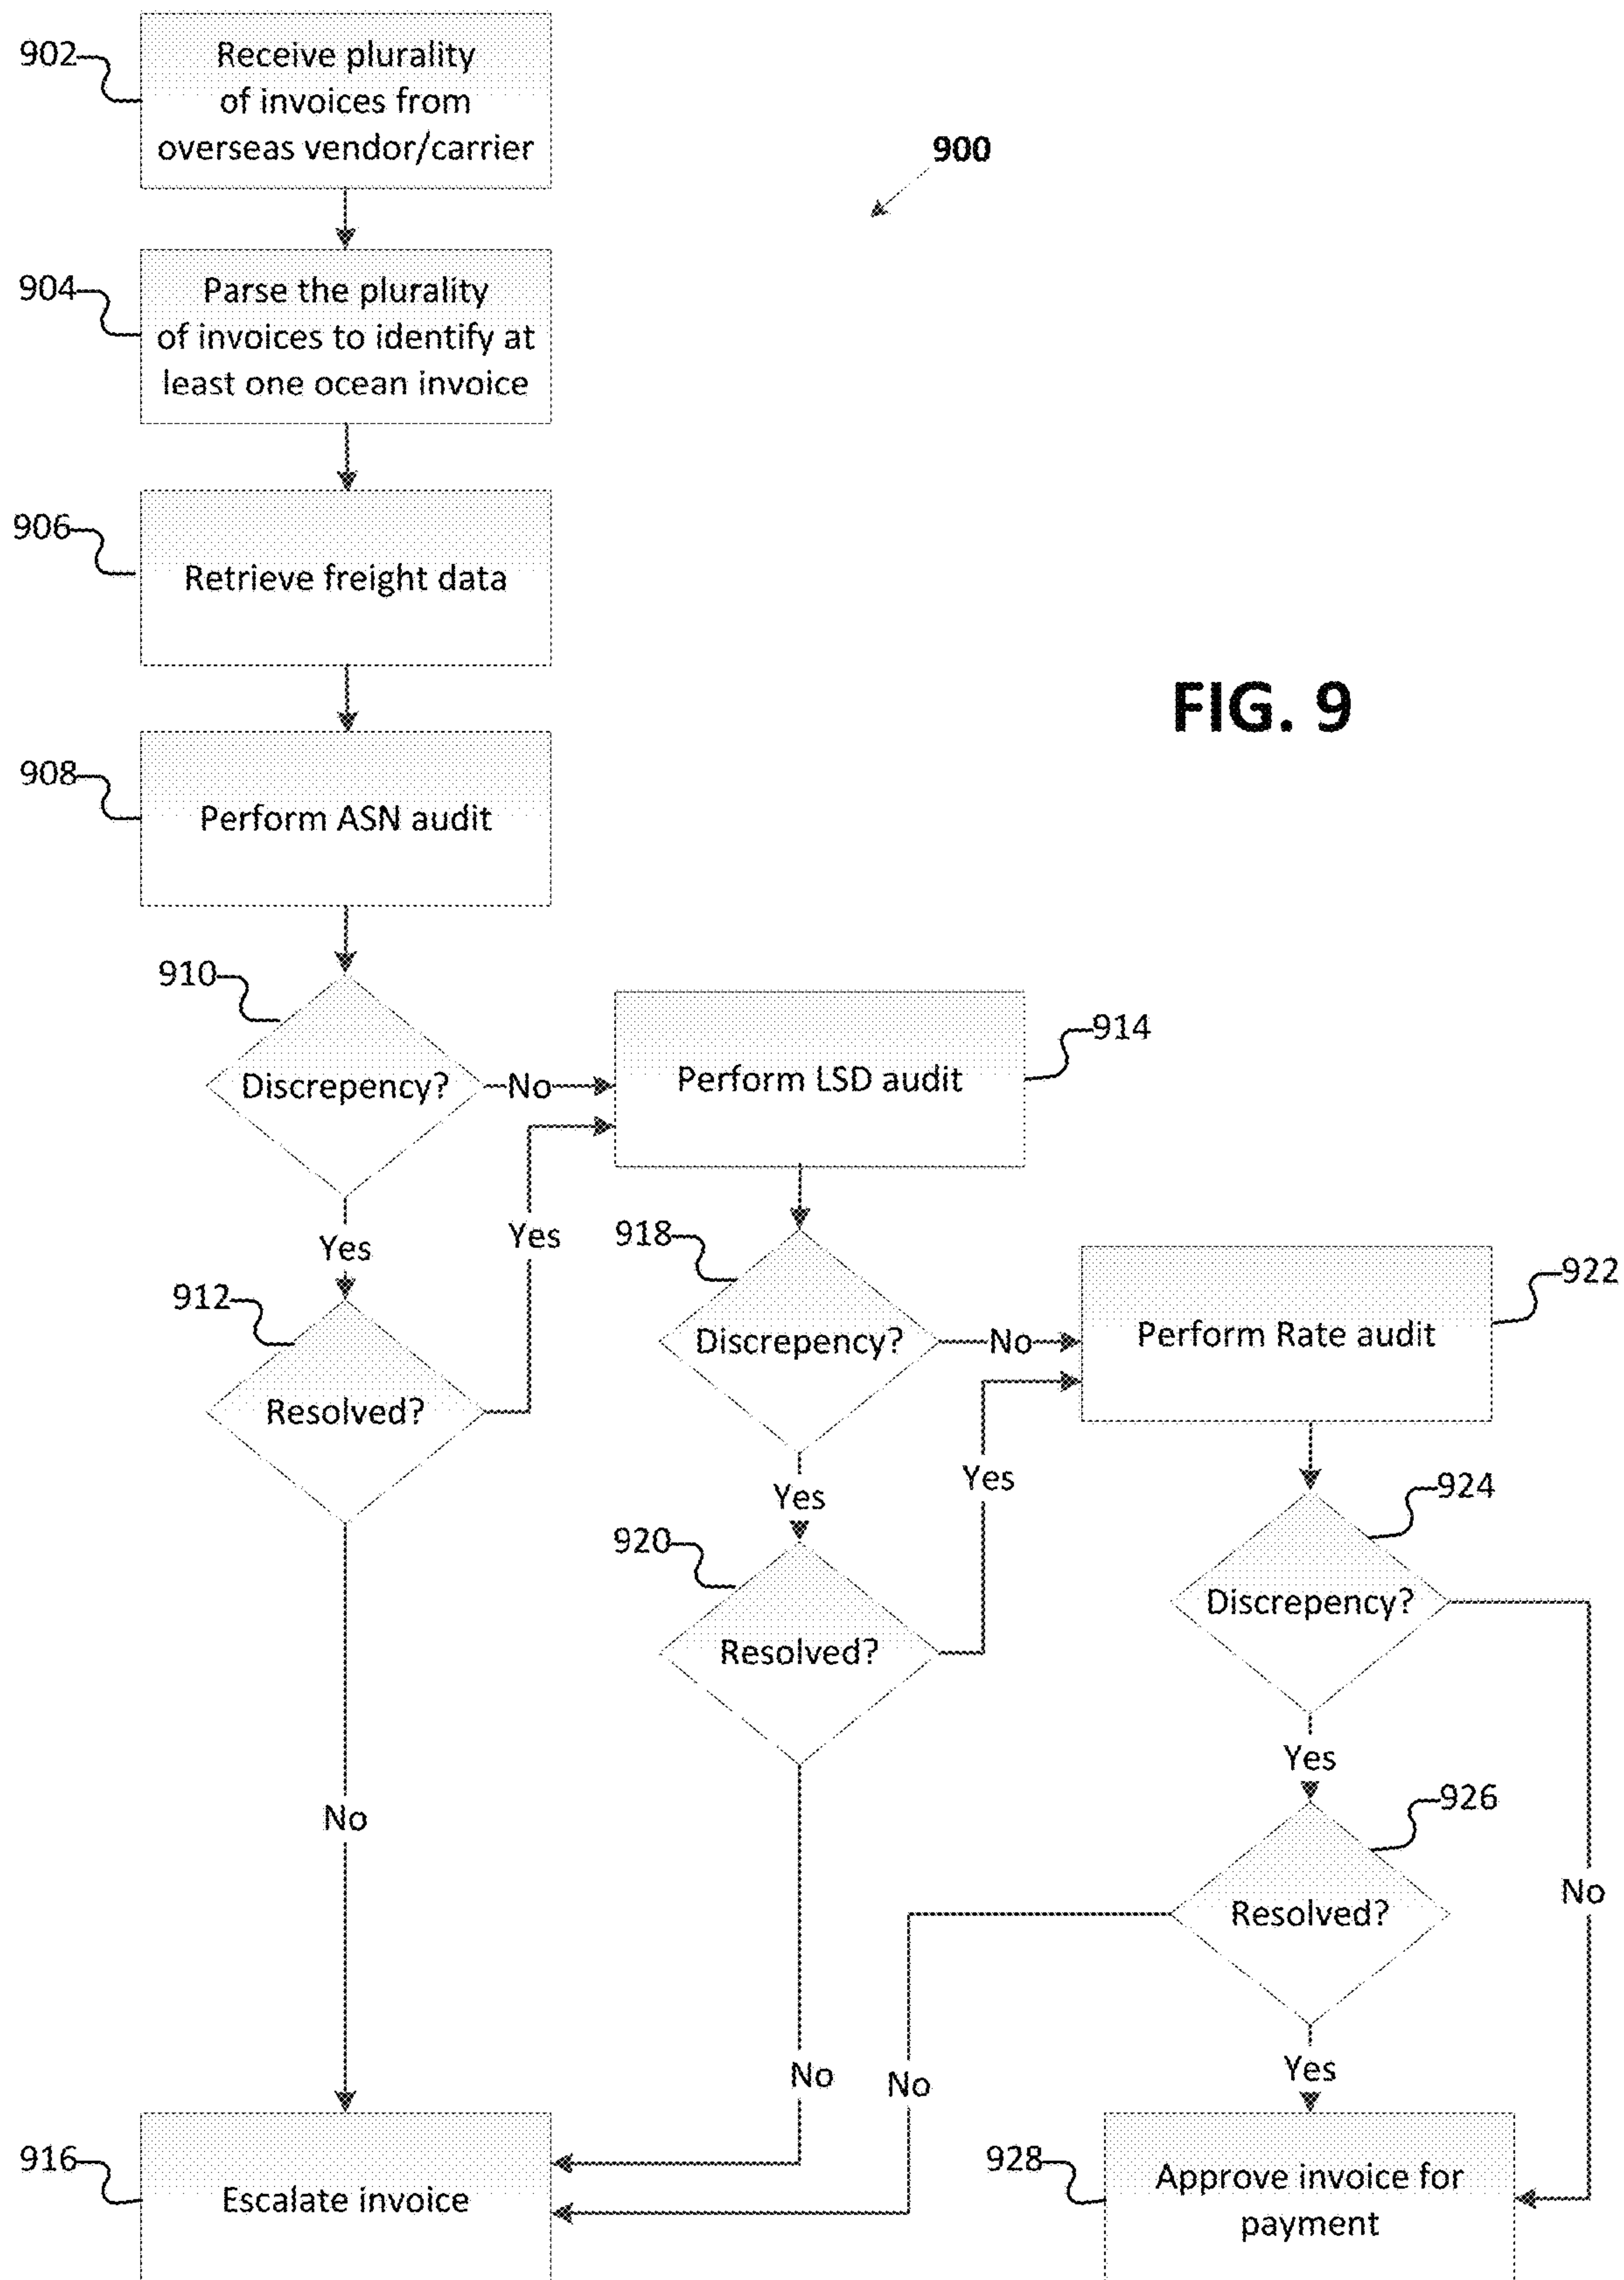 902
Receive plurality
of invoices from
overseas vendor/carrier
900
904
Parse the plurality
of invoices to identify at
least one ocean invoice
906
Retrieve freight data
FIG. 9
908
Perform ASN audit
910
Discrepency?
No
Perform LSD audit
914
Yes
Yes
912
Resolved?
918
Discrepency?
No
Perform Rate audit
922
Yes
Yes
920
Resolved?
924
Discrepency?
Yes
No
926
Resolved?
No
No
No
Yes
916
Escalate invoice
928
Approve invoice for
payment